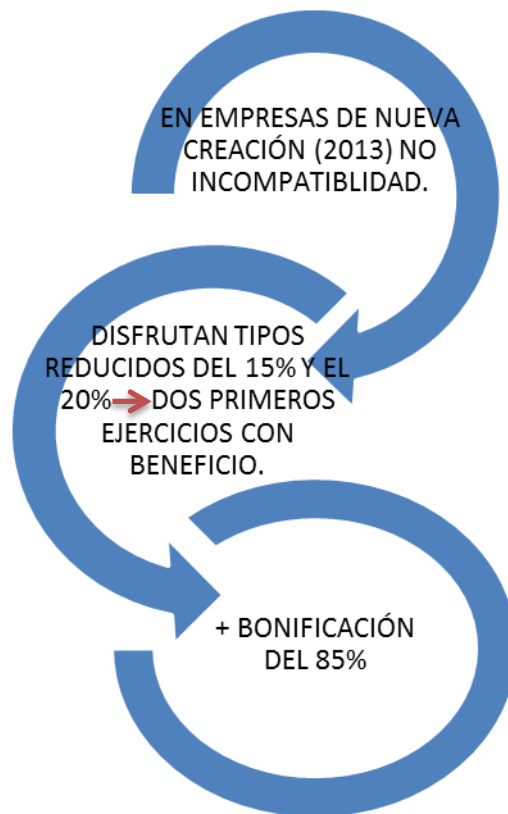 EN EMPRESAS DE NUEVA
CREACIÓN (2013) NO
INCOMPATIBLIDAD.
DISFRUTAN TIPOS
REDUCIDOS DEL 15% Y EL
20% → DOS PRIMEROS
EJERCICIOS CON
BENEFICIO.
+ BONIFICACIÓN
DEL 85%